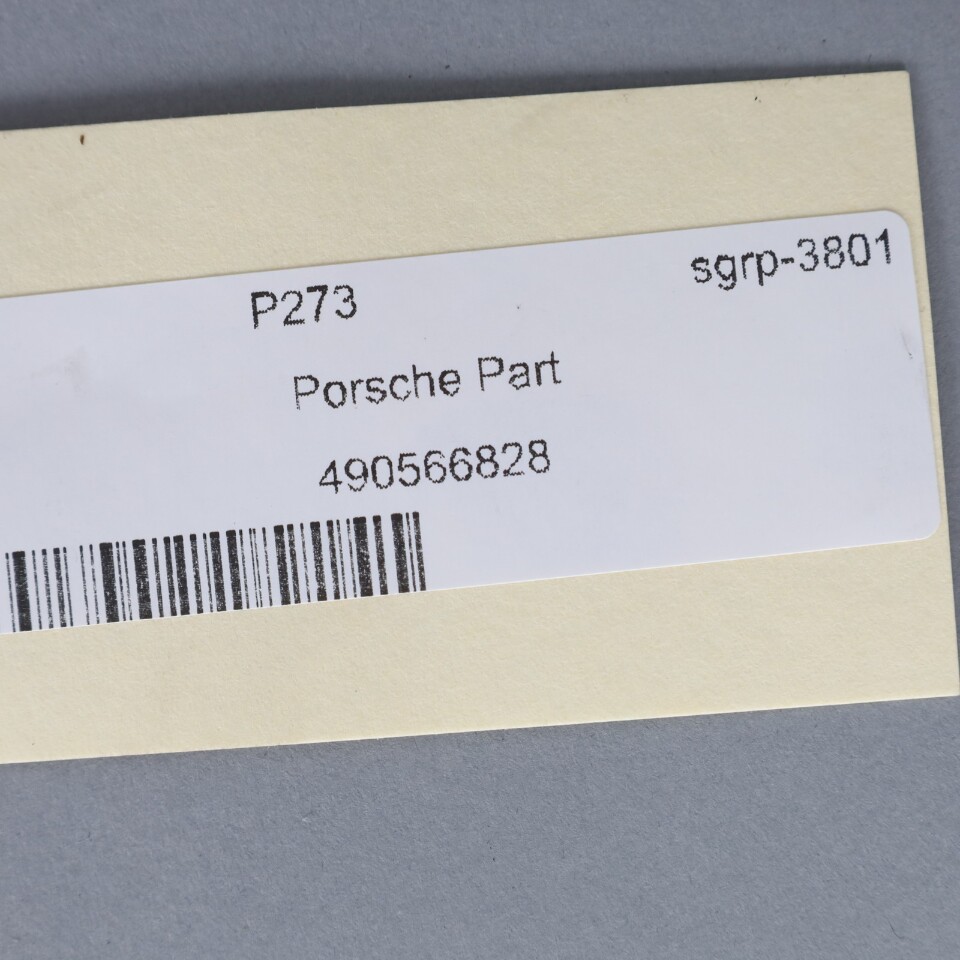 sgrp-3801
P273
Porsche Part
490566828